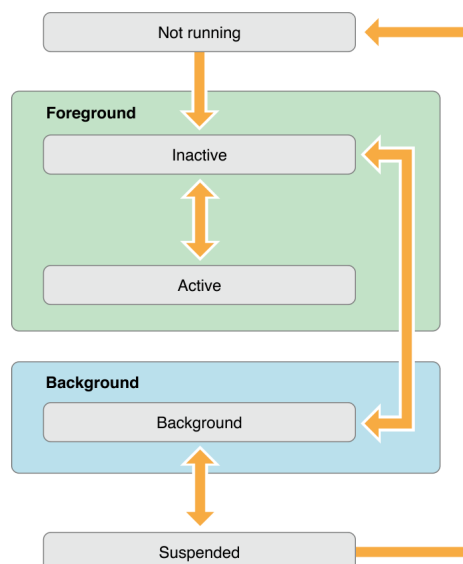 Not running
Foreground
Inactive
Active
Background
Background
Suspended